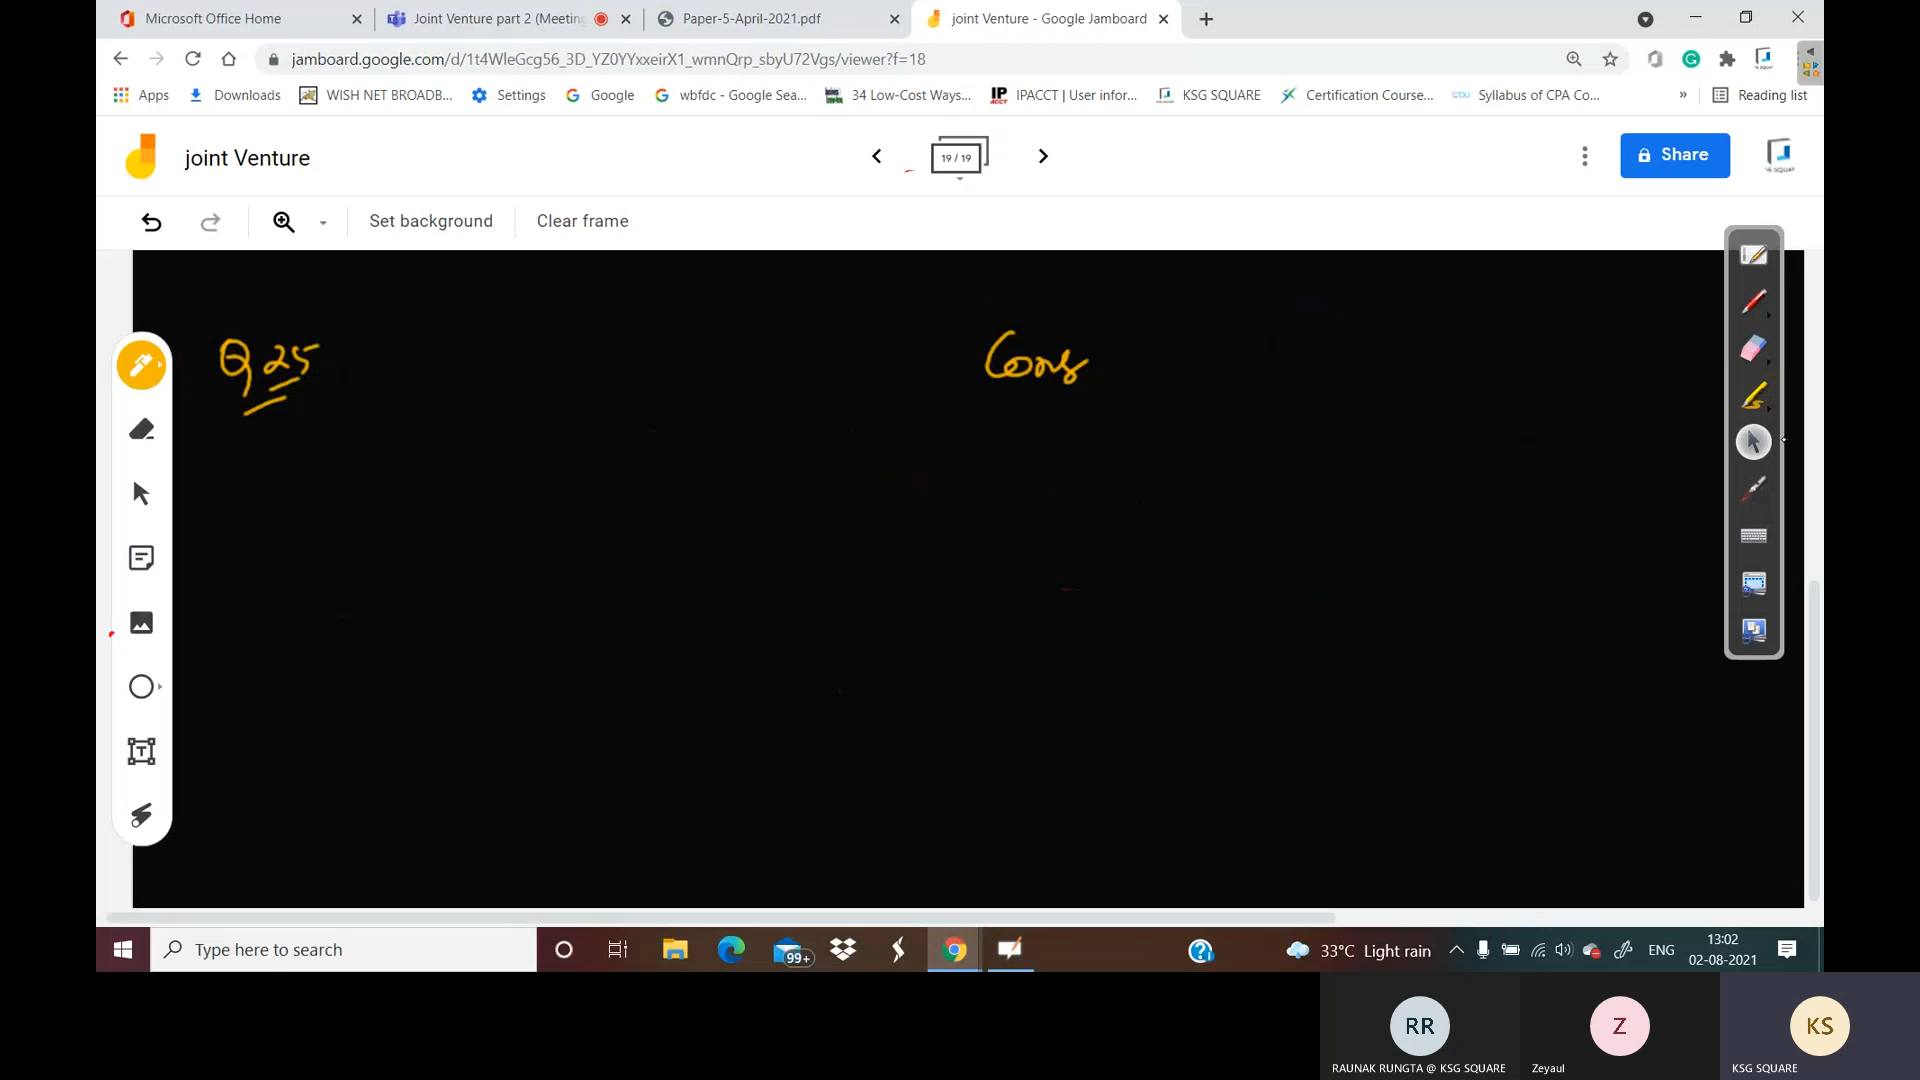 Microsoft Office Home
Joint Venture part 2 (Meetin
Paper-5-April-2021.pdf
joint Venture - Google Jamboard
jamboard.google.com/d/1t4WleGcg56_3D_YZ0YYxxeirX1_wmnQrp_sbyU72Vgs/viewer?f=18
Apps
Downloads
WISH NET BROADB...
Settings
Google
wbfdc - Google Sea...
34 Low-Cost Ways...
IPACCT | User infor...
KSG SQUARE
Certification Course...
Syllabus of CPA Co...
»
Reading list
joint Venture
19 / 19
Share
Set background
Clear frame
Q 25
Cons
Type here to search
99+
33°C Light rain
ENG
13:02
02-08-2021
RR
Z
KS
RAUNAK RUNGTA @ KSG SQUARE
Zeyaul
KSG SQUARE